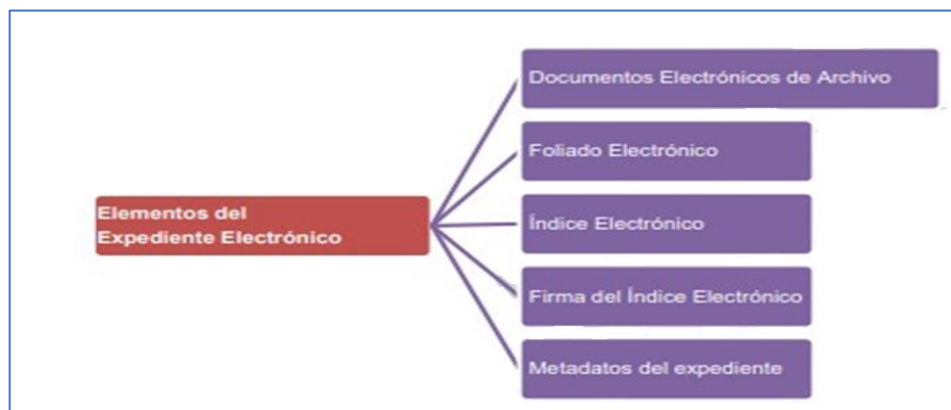 Elementos del
Expediente Electrónico
Documentos Electrónicos de Archivo
Foliado Electrónico
Índice Electrónico
Firma del Índice Electrónico
Metadatos del expediente